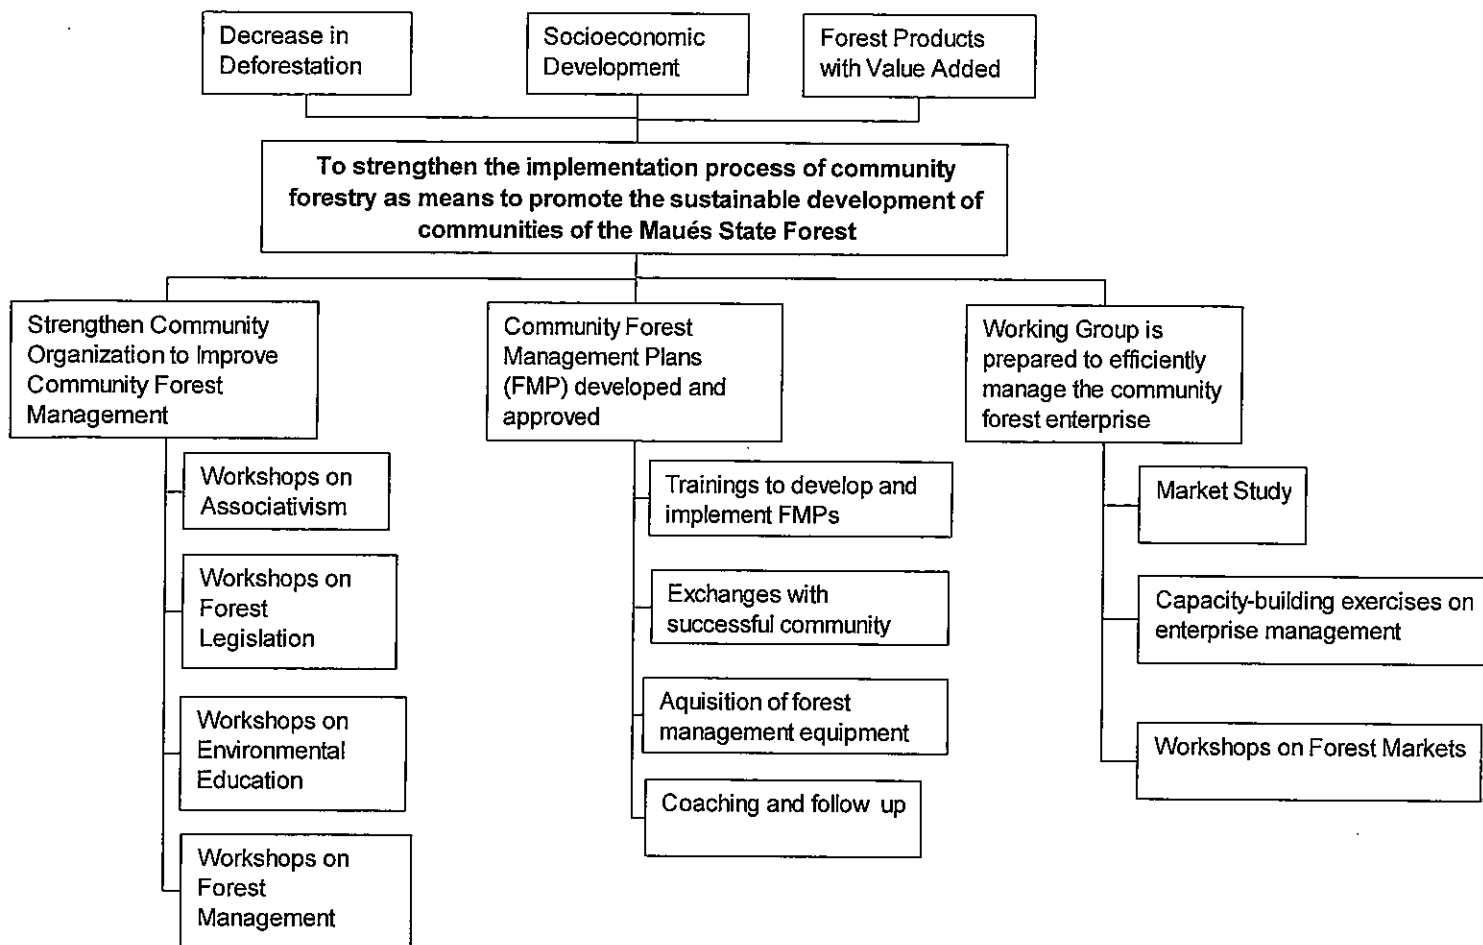 Decrease in
Deforestation
Socioeconomic
Development
Forest Products
with Value Added
To strengthen the implementation process of community
forestry as means to promote the sustainable development of
communities of the Maués State Forest
Strengthen Community
Organization to Improve
Community Forest
Management
Workshops on
Associativism
Workshops on
Forest
Legislation
Workshops on
Environmental
Education
Workshops on
Forest
Management
Community Forest
Management Plans
(FMP) developed and
approved
Trainings to develop and
implement FMPs
Exchanges with
successful community
Aquisition of forest
management equipment
Coaching and follow up
Working Group is
prepared to efficiently
manage the community
forest enterprise
Market Study
Capacity-building exercises on
enterprise management
Workshops on Forest Markets